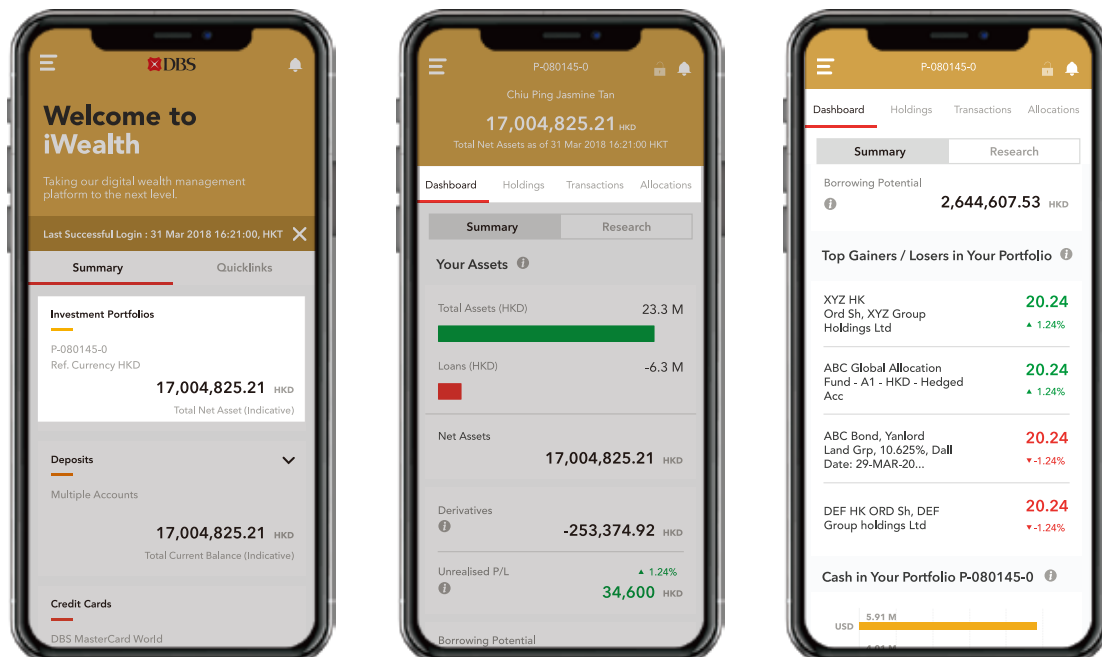 DBS
Welcome to
iWealth
Taking our digital wealth management
platform to the next level.
Last Successful Login : 31 Mar 2018 16:21:00, HKT
Summary Quicklinks
Investment Portfolios
P-080145-0
Ref. Currency HKD
17,004,825.21 HKD
Total Net Asset (Indicative)
Deposits
Multiple Accounts
17,004,825.21 HKD
Total Current Balance (Indicative)
Credit Cards
DBS MasterCard World
P-080145-0
Chiu Ping Jasmine Tan
17,004,825.21 HKD
Total Net Assets as of 31 Mar 2018 16:21:00 HKT
Dashboard Holdings Transactions Allocations
Summary Research
Your Assets
Total Assets (HKD) 23.3 M
Loans (HKD) -6.3 M
Net Assets
17,004,825.21 HKD
Derivatives
-253,374.92 HKD
Unrealised P/L ▲ 1.24%
34,600 HKD
Borrowing Potential
P-080145-0
Dashboard Holdings Transactions Allocations
Summary Research
Borrowing Potential
2,644,607.53 HKD
Top Gainers / Losers in Your Portfolio
XYZ HK 20.24
Ord Sh, XYZ Group
Holdings Ltd ▲ 1.24%
ABC Global Allocation 20.24
Fund - A1 - HKD - Hedged
Acc ▲ 1.24%
ABC Bond, Yanlord 20.24
Land Grp, 10.625%, Dall
Date: 29-MAR-20... ▼-1.24%
DEF HK ORD Sh, DEF 20.24
Group holdings Ltd ▼-1.24%
Cash in Your Portfolio P-080145-0
5.91 M
USD